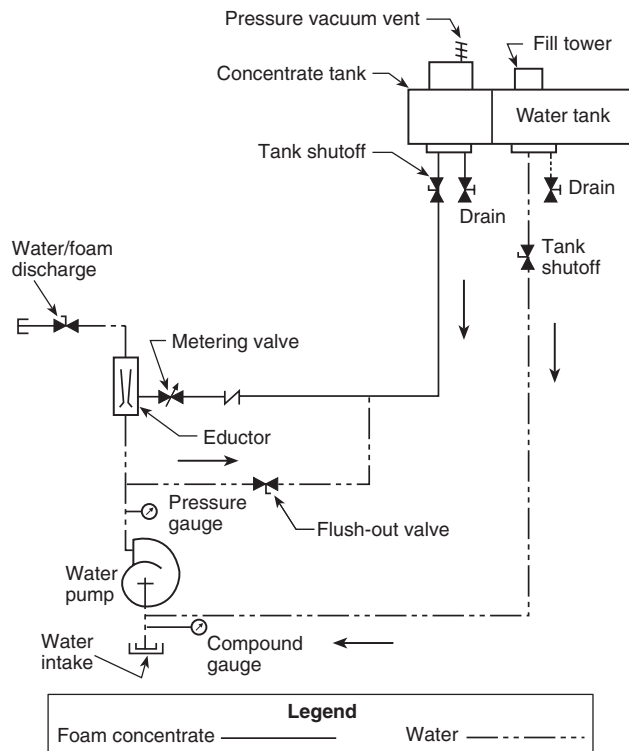 Pressure vacuum vent
Fill tower
Concentrate tank
Water tank
Tank shutoff
Drain
Drain
Water/foam
discharge
Tank
shutoff
Metering valve
Eductor
Pressure
gauge
Flush-out valve
Water
pump
Water
intake
Compound
gauge
Legend
Foam concentrate
Water